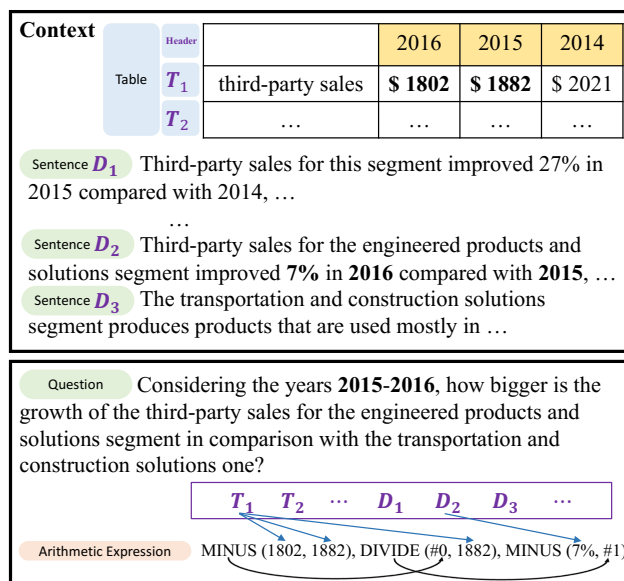 Context
Header 2016 2015 2014
Table T1 third-party sales $ 1802 $ 1882 $ 2021
T2 … … … …
Sentence D1 Third-party sales for this segment improved 27% in
2015 compared with 2014, …
…
Sentence D2 Third-party sales for the engineered products and
solutions segment improved 7% in 2016 compared with 2015, …
Sentence D3 The transportation and construction solutions
segment produces products that are used mostly in …
Question Considering the years 2015-2016, how bigger is the
growth of the third-party sales for the engineered products and
solutions segment in comparison with the transportation and
construction solutions one?
T1 T2 … D1 D2 D3 …
Arithmetic Expression MINUS (1802, 1882), DIVIDE (#0, 1882), MINUS (7%, #1)